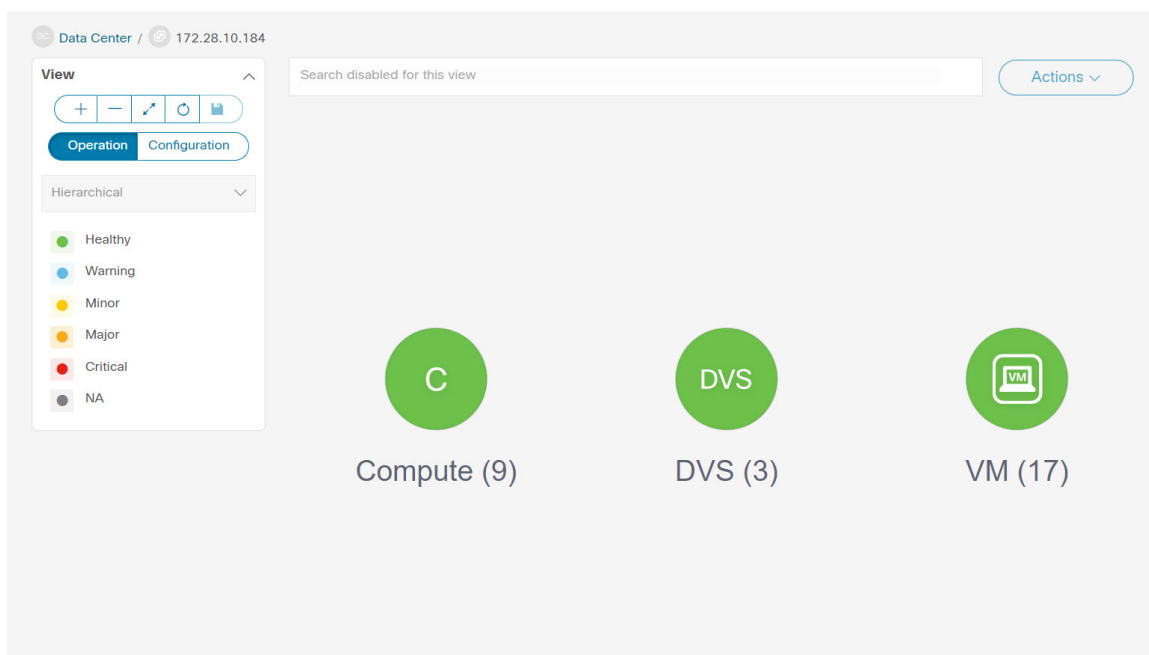 DC Data Center / 172.28.10.184
View
Search disabled for this view
Actions
Operation Configuration
Hierarchical
Healthy
Warning
Minor
Major
Critical
NA
C
DVS
VM
Compute (9)
DVS (3)
VM (17)